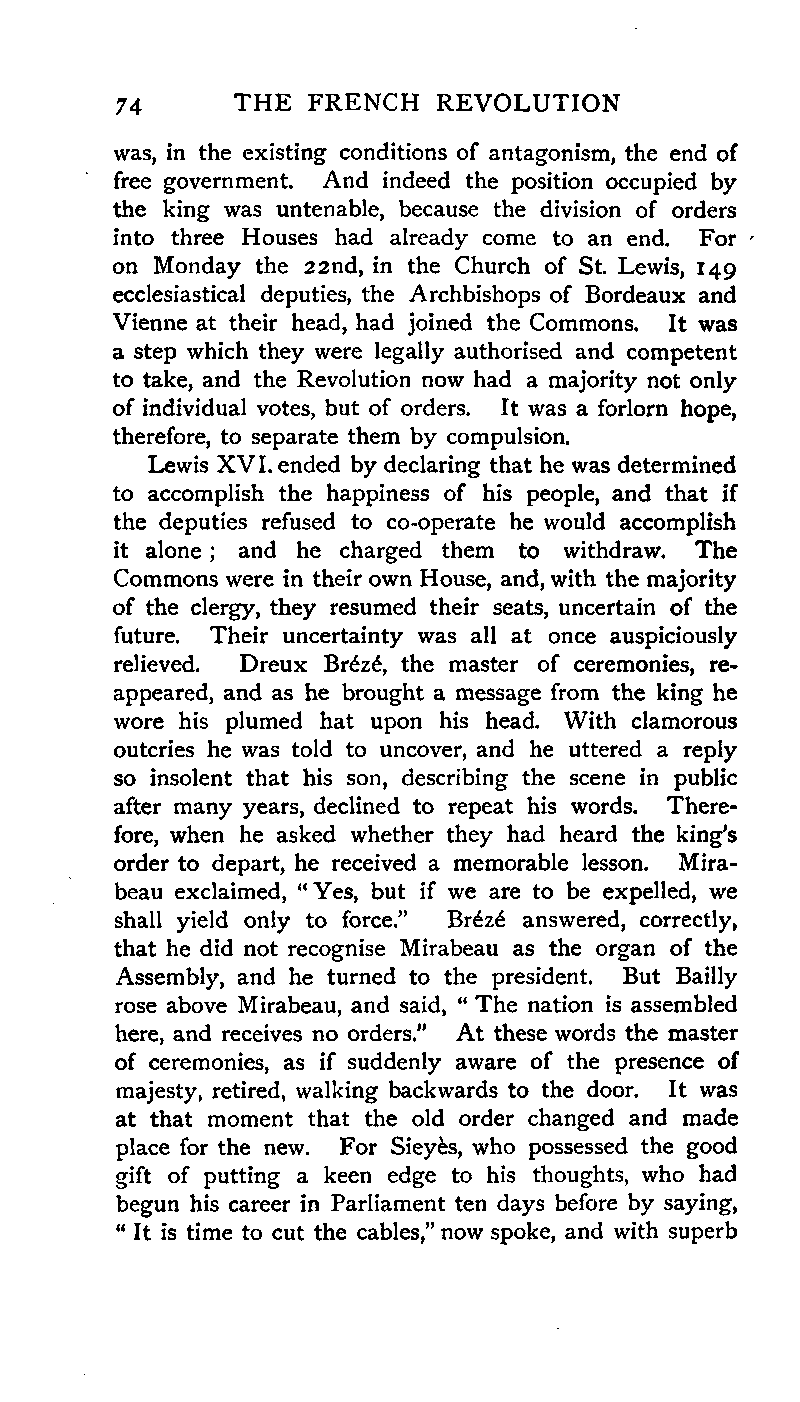 74 THE FRENCH REVOLUTION
was, in the existing conditions of antagonism, the end of
free government. And indeed the position occupied by
the king was untenable, because the division of orders
into three Houses had already come to an end. For
on Monday the 22nd, in the Church of St. Lewis, 149
ecclesiastical deputies, the Archbishops of Bordeaux and
Vienne at their head, had joined the Commons. It was
a step which they were legally authorised and competent
to take, and the Revolution now had a majority not only
of individual votes, but of orders. It was a forlorn hope,
therefore, to separate them by compulsion.
Lewis XVI. ended by declaring that he was determined
to accomplish the happiness of his people, and that if
the deputies refused to co-operate he would accomplish
it alone ; and he charged them to withdraw. The
Commons were in their own House, and, with the majority
of the clergy, they resumed their seats, uncertain of the
future. Their uncertainty was all at once auspiciously
relieved. Dreux Brézé, the master of ceremonies, re-
appeared, and as he brought a message from the king he
wore his plumed hat upon his head. With clamorous
outcries he was told to uncover, and he uttered a reply
so insolent that his son, describing the scene in public
after many years, declined to repeat his words. There-
fore, when he asked whether they had heard the king's
order to depart, he received a memorable lesson. Mira-
beau exclaimed, "Yes, but if we are to be expelled, we
shall yield only to force." Brézé answered, correctly,
that he did not recognise Mirabeau as the organ of the
Assembly, and he turned to the president. But Bailly
rose above Mirabeau, and said, "The nation is assembled
here, and receives no orders." At these words the master
of ceremonies, as if suddenly aware of the presence of
majesty, retired, walking backwards to the door. It was
at that moment that the old order changed and made
place for the new. For Sieyès, who possessed the good
gift of putting a keen edge to his thoughts, who had
begun his career in Parliament ten days before by saying,
"It is time to cut the cables," now spoke, and with superb